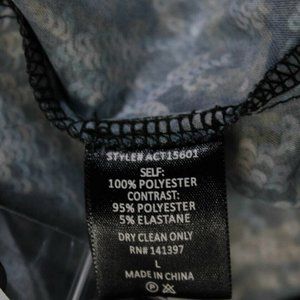 STYLE# ACT15601
SELF:
100% POLYESTER
CONTRAST:
95% POLYESTER
5% ELASTANE
DRY CLEAN ONLY
RN# 141397
L
MADE IN CHINA
P